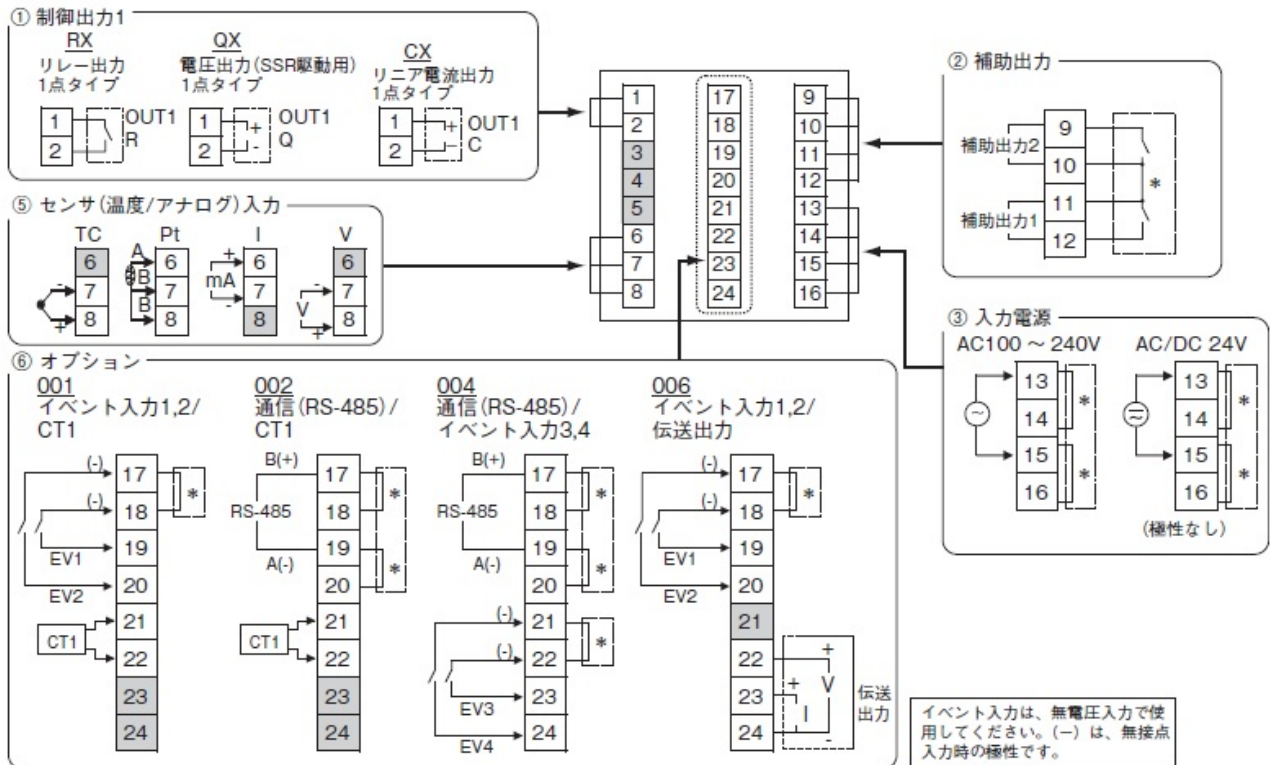 ① 制御出力1
RX
リレー出力
1点タイプ
1
2
OUT1
R
QX
電圧出力(SSR駆動用)
1点タイプ
1
2
+
-
OUT1
Q
CX
リニア電流出力
1点タイプ
1
2
+
-
OUT1
C
1
2
3
4
5
6
7
8
17
18
19
20
21
22
23
24
9
10
11
12
13
14
15
16
② 補助出力
補助出力2
補助出力1
9
10
11
12
*
⑤ センサ(温度/アナログ)入力
TC
-
+
6
7
8
Pt
A
B
B
6
7
8
I
+
mA
-
6
7
8
V
-
V
+
6
7
8
③ 入力電源
AC100 ～ 240V
13
14
15
16
*
*
AC/DC 24V
13
14
15
16
*
*
(極性なし)
⑥ オプション
001
イベント入力1,2/
CT1
(-)
(-)
EV1
EV2
CT1
17
18
19
20
21
22
23
24
*
002
通信(RS-485)/
CT1
B(+)
RS-485
A(-)
CT1
17
18
19
20
21
22
23
24
*
*
004
通信(RS-485)/
イベント入力3,4
B(+)
RS-485
A(-)
(-)
(-)
EV3
EV4
17
18
19
20
21
22
23
24
*
*
*
006
イベント入力1,2/
伝送出力
(-)
(-)
EV1
EV2
17
18
19
20
21
22
23
24
*
+
+
V
I
-
伝送
出力
イベント入力は、無電圧入力で使
用してください。(－) は、無接点
入力時の極性です。